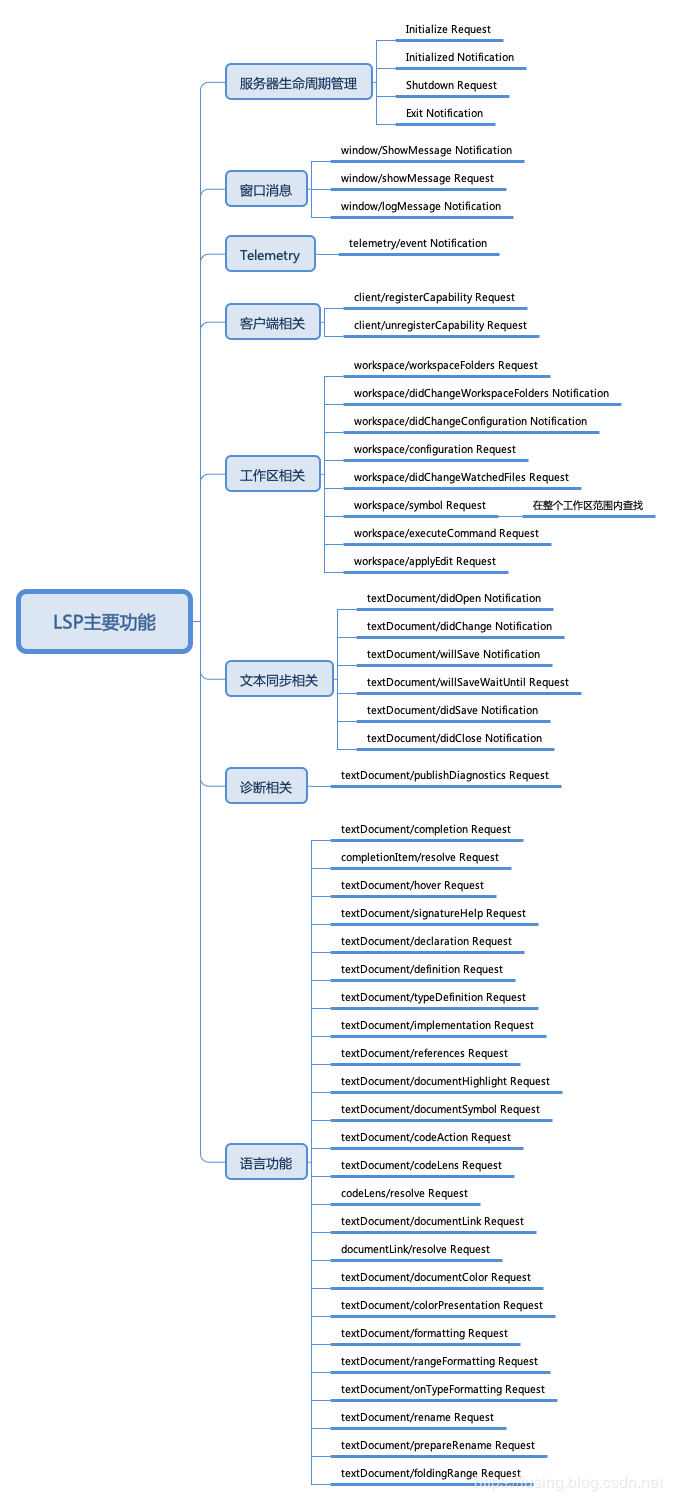 LSP主要功能
服务器生命周期管理
Initialize Request
Initialized Notification
Shutdown Request
Exit Notification
窗口消息
window/ShowMessage Notification
window/showMessage Request
window/logMessage Notification
Telemetry
telemetry/event Notification
客户端相关
client/registerCapability Request
client/unregisterCapability Request
工作区相关
workspace/workspaceFolders Request
workspace/didChangeWorkspaceFolders Notification
workspace/didChangeConfiguration Notification
workspace/configuration Request
workspace/didChangeWatchedFiles Request
workspace/symbol Request
在整个工作区范围内查找
workspace/executeCommand Request
workspace/applyEdit Request
文本同步相关
textDocument/didOpen Notification
textDocument/didChange Notification
textDocument/willSave Notification
textDocument/willSaveWaitUntil Request
textDocument/didSave Notification
textDocument/didClose Notification
诊断相关
textDocument/publishDiagnostics Request
语言功能
textDocument/completion Request
completionItem/resolve Request
textDocument/hover Request
textDocument/signatureHelp Request
textDocument/declaration Request
textDocument/definition Request
textDocument/typeDefinition Request
textDocument/implementation Request
textDocument/references Request
textDocument/documentHighlight Request
textDocument/documentSymbol Request
textDocument/codeAction Request
textDocument/codeLens Request
codeLens/resolve Request
textDocument/documentLink Request
documentLink/resolve Request
textDocument/documentColor Request
textDocument/colorPresentation Request
textDocument/formatting Request
textDocument/rangeFormatting Request
textDocument/onTypeFormatting Request
textDocument/rename Request
textDocument/prepareRename Request
textDocument/foldingRange Request